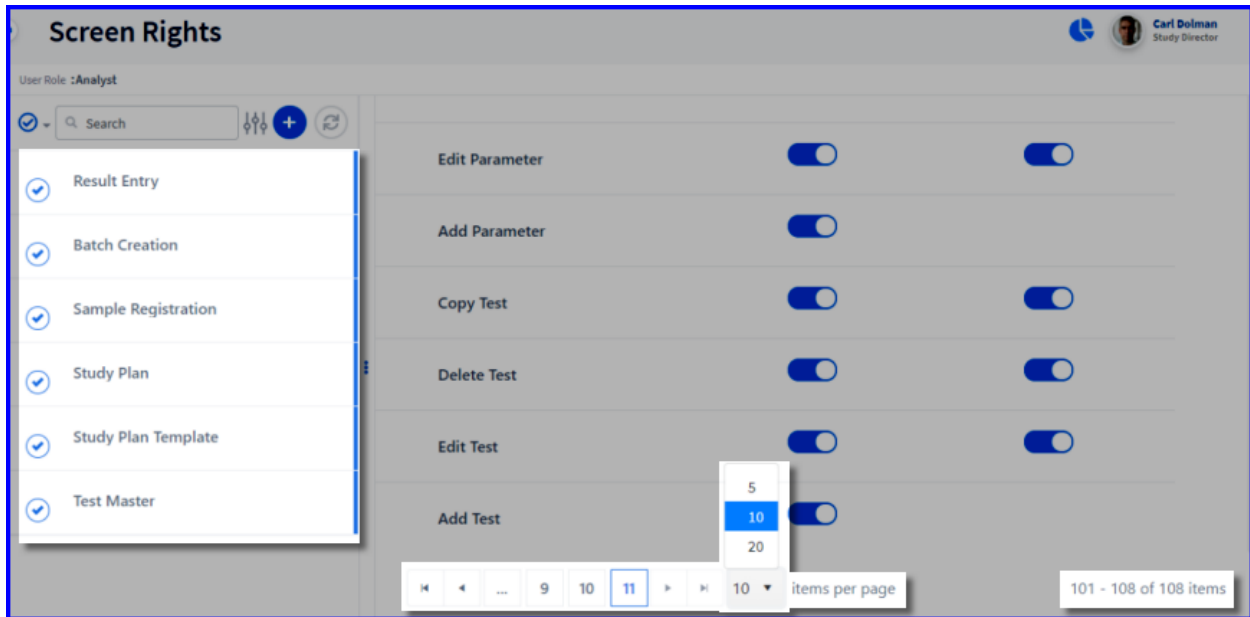 Screen Rights
Carl Dolman
Study Director
User Role :Analyst
Search
Result Entry
Batch Creation
Sample Registration
Study Plan
Study Plan Template
Test Master
Edit Parameter
Add Parameter
Copy Test
Delete Test
Edit Test
Add Test
5
10
20
... 9 10 11 10 items per page
101 - 108 of 108 items